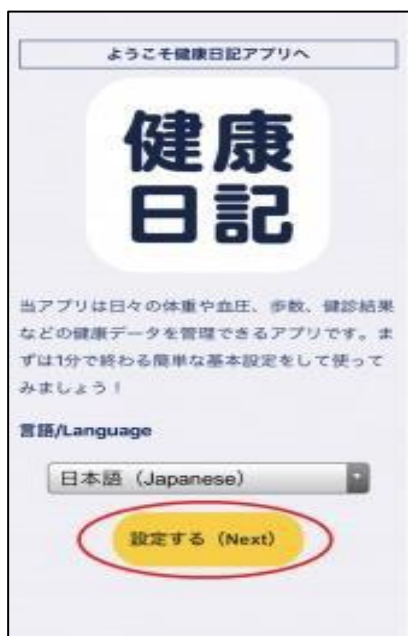 ようこそ健康日記アプリへ
健康
日記
当アプリは日々の体重や血圧、歩数、健診結果
などの健康データを管理できるアプリです。ま
ずは1分で終わる簡単な基本設定をして使って
みましょう！
言語/Language
日本語（Japanese）
設定する（Next）